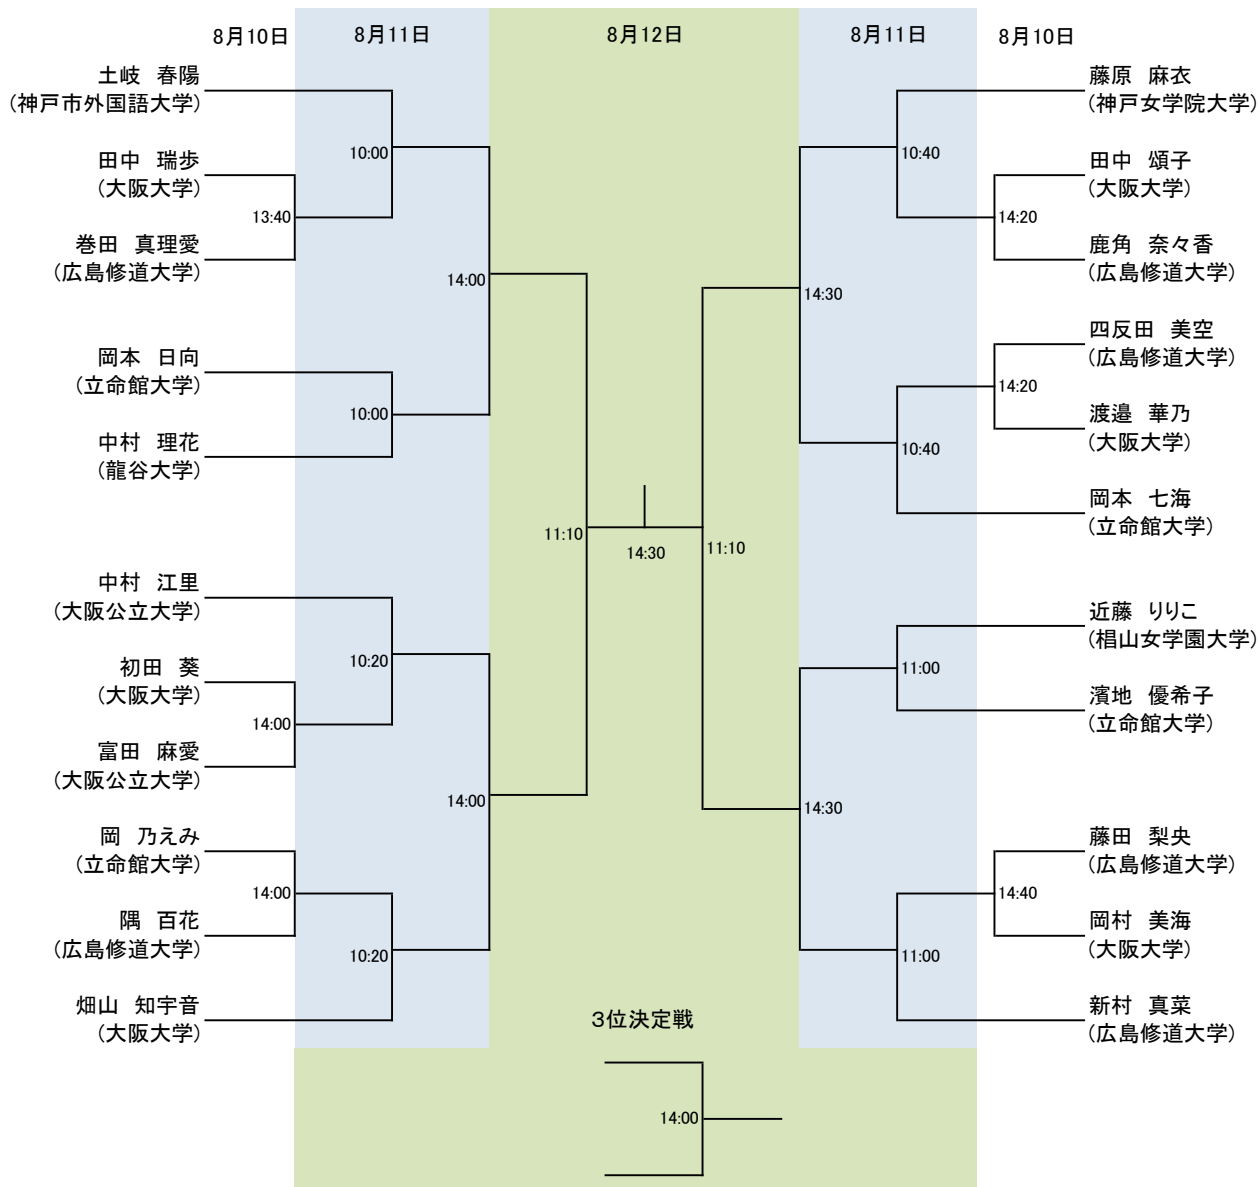 8月10日
8月11日
8月12日
8月11日
8月10日
土岐　春陽
(神戸市外国語大学)
10:00
田中　瑞歩
(大阪大学)
13:40
巻田　真理愛
(広島修道大学)
14:00
岡本　日向
(立命館大学)
10:00
中村　理花
(龍谷大学)
11:10
中村　江里
(大阪公立大学)
10:20
初田　葵
(大阪大学)
14:00
富田　麻愛
(大阪公立大学)
14:00
岡　乃えみ
(立命館大学)
14:00
隅　百花
(広島修道大学)
10:20
畑山　知宇音
(大阪大学)
14:30
藤原　麻衣
(神戸女学院大学)
10:40
田中　頌子
(大阪大学)
14:20
鹿角　奈々香
(広島修道大学)
14:30
四反田　美空
(広島修道大学)
14:20
渡邉　華乃
(大阪大学)
10:40
岡本　七海
(立命館大学)
11:10
近藤　りりこ
(椙山女学園大学)
11:00
濱地　優希子
(立命館大学)
14:30
藤田　梨央
(広島修道大学)
14:40
岡村　美海
(大阪大学)
11:00
新村　真菜
(広島修道大学)
3位決定戦
14:00